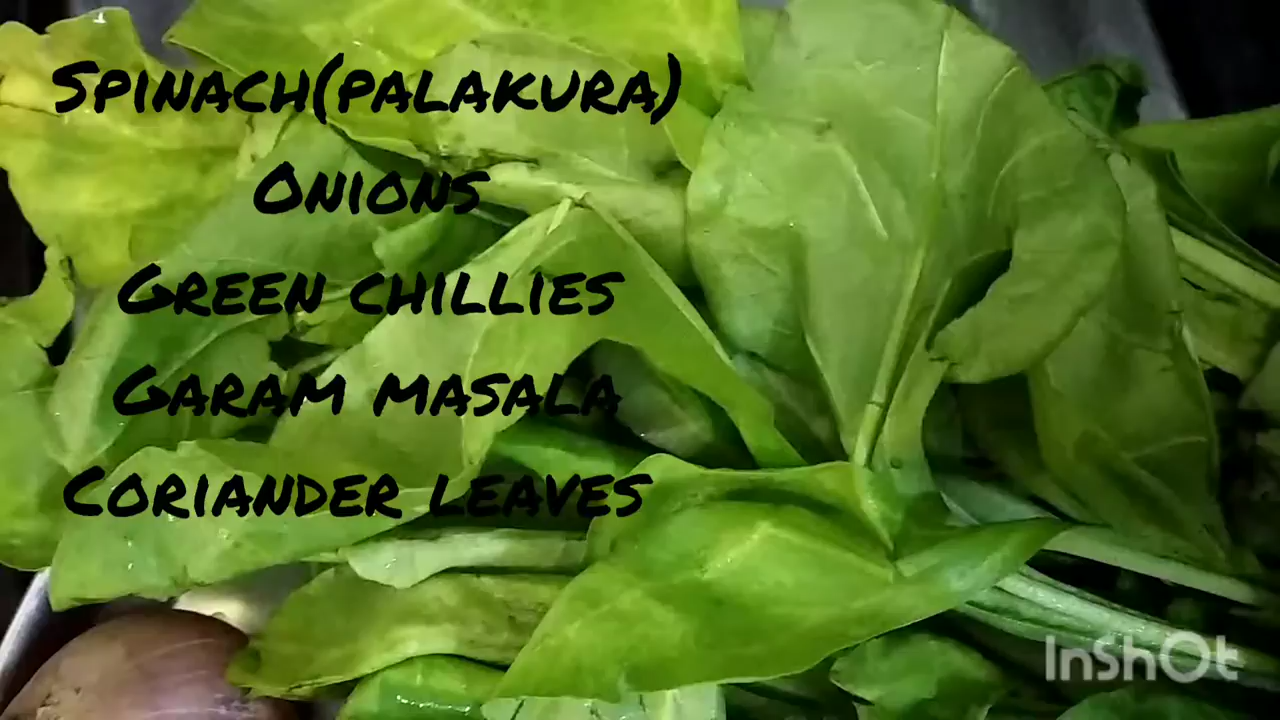 Spinach(palakura)
Onions
Green chillies
Garam masala
Coriander leaves
InShOt